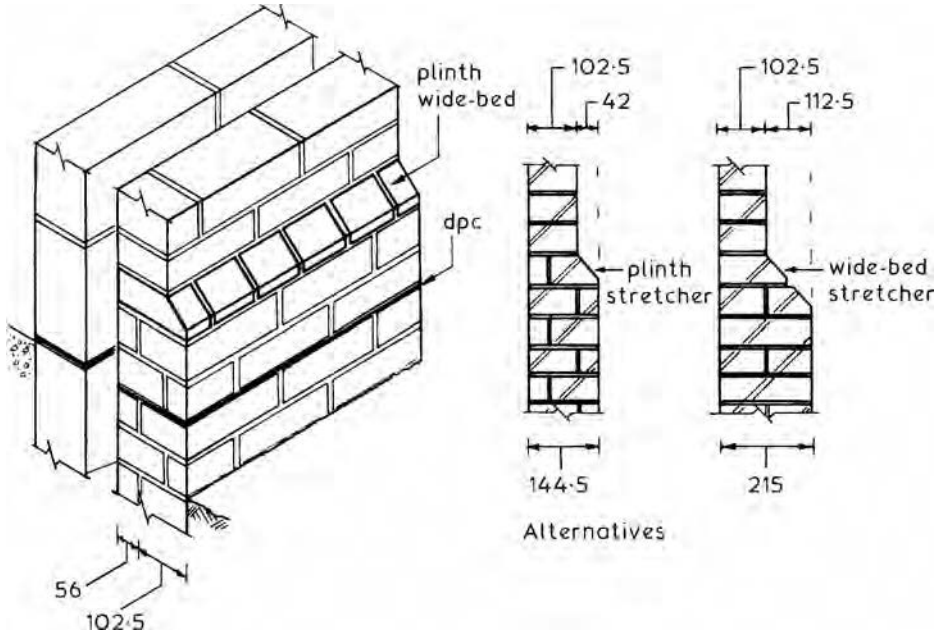 plinth
wide-bed
dpc
56
102·5
102·5
42
plinth
stretcher
144·5
102·5
112·5
wide-bed
stretcher
215
Alternatives